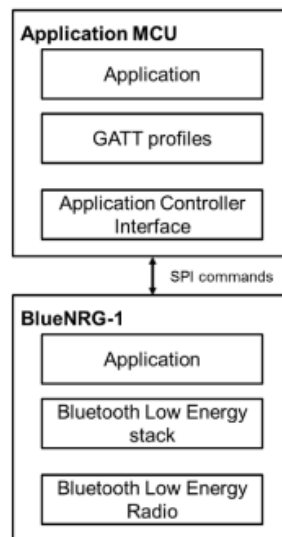 Application MCU
Application
GATT profiles
Application Controller
Interface
SPI commands
BlueNRG-1
Application
Bluetooth Low Energy
stack
Bluetooth Low Energy
Radio